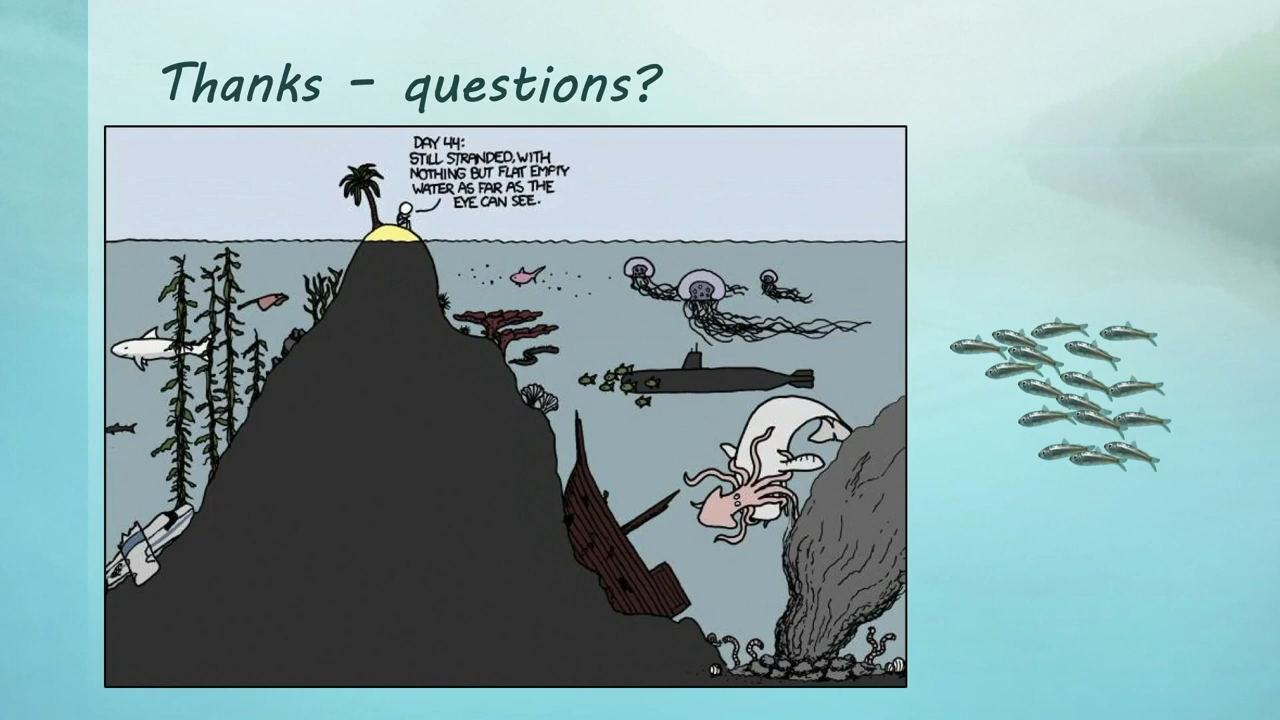 Thanks - questions?
DAY 44:
STILL STRANDED, WITH
NOTHING BUT FLAT EMPTY
WATER AS FAR AS THE
EYE CAN SEE.